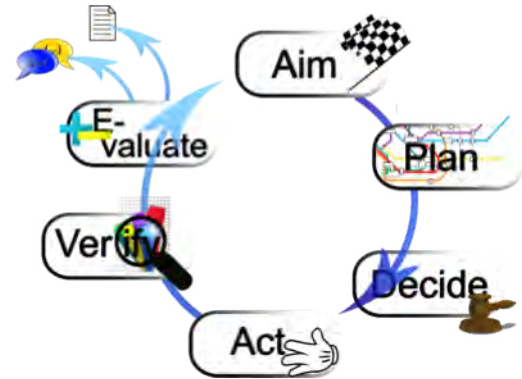 Aim
Plan
Decide
Act
Verify
E-
valuate